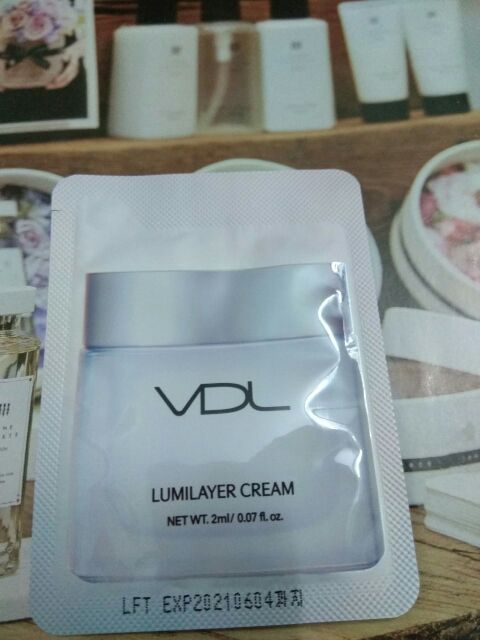 VDL
LUMILAYER CREAM
NET WT. 2ml/ 0.07 fl. oz.
LFT EXP20210604까지